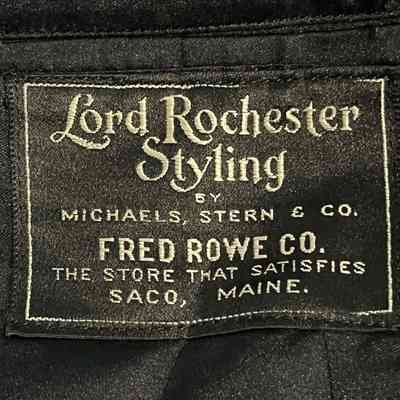 Lord Rochester
Styling
BY
MICHAELS, STERN & CO.
FRED ROWE CO.
THE STORE THAT SATISFIES
SACO, MAINE.